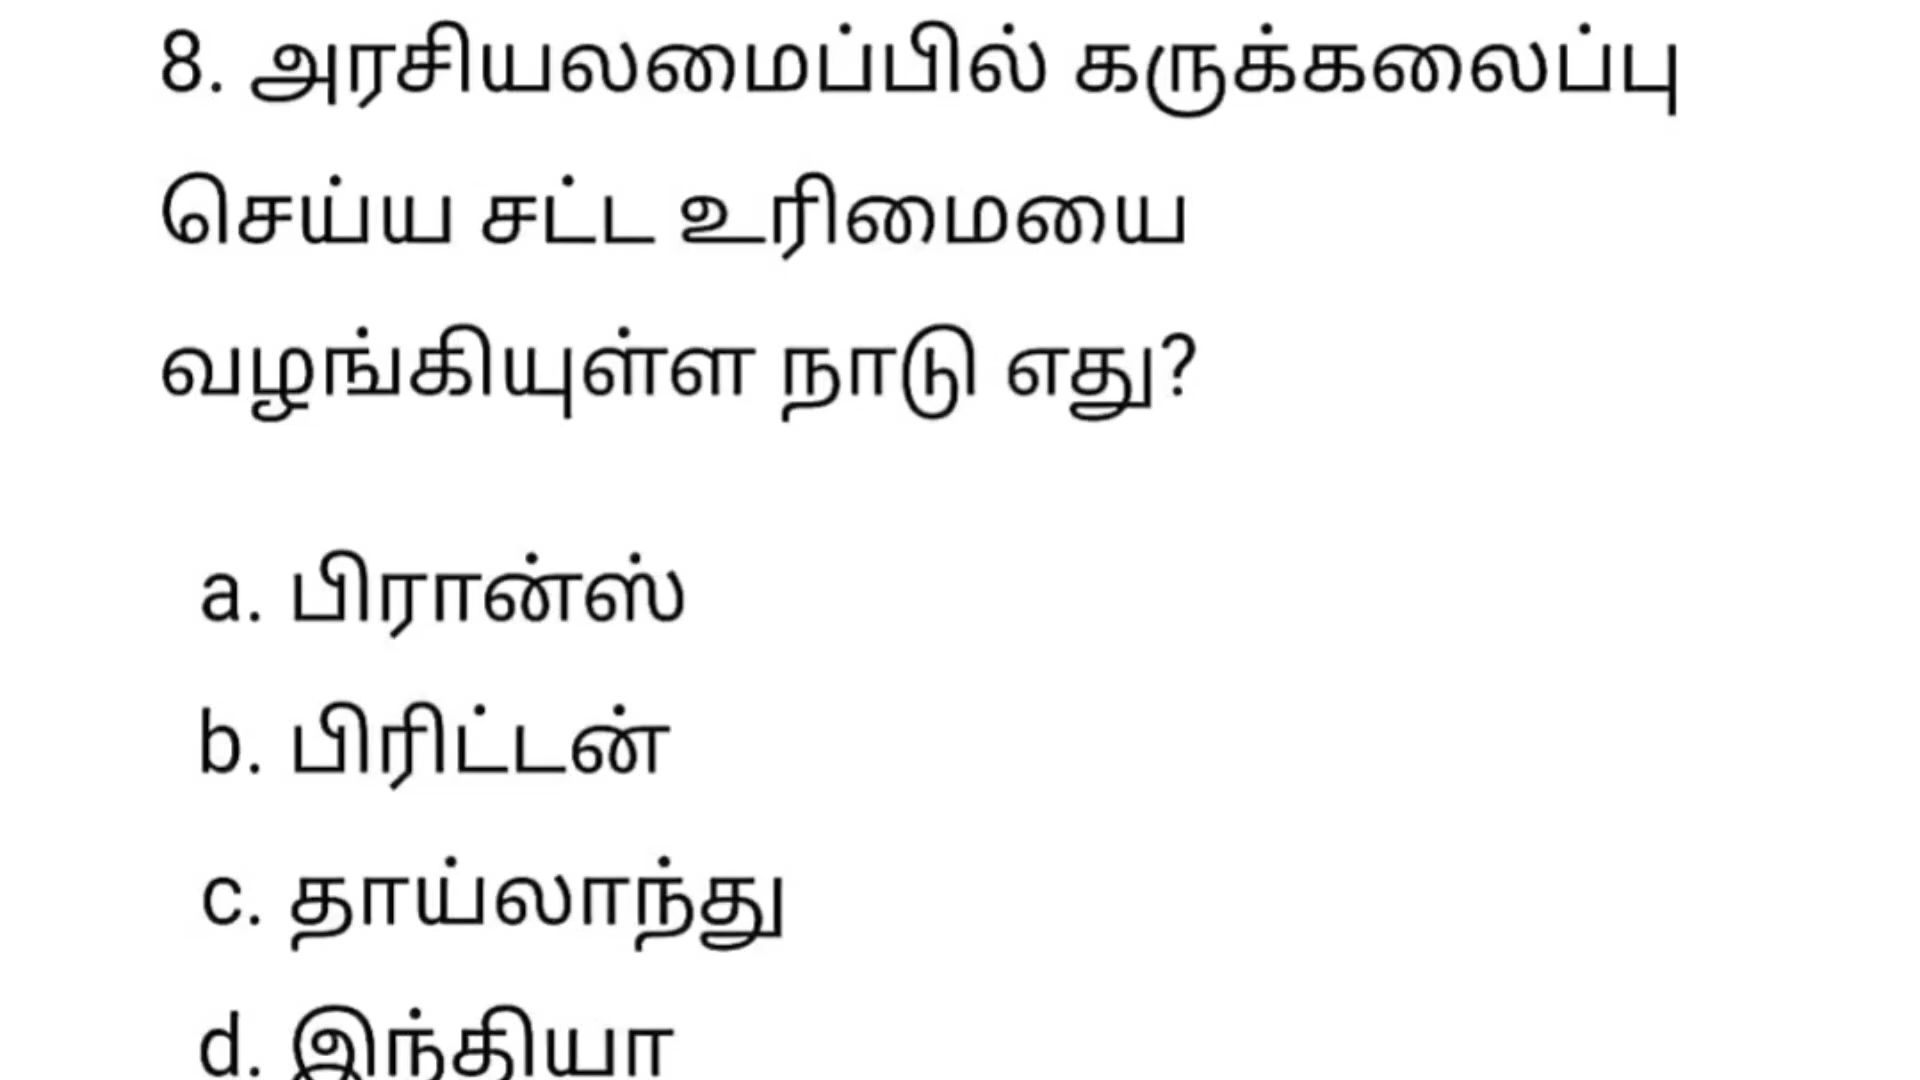 8. அரசியலமைப்பில் கருக்கலைப்பு
செய்ய சட்ட உரிமையை
வழங்கியுள்ள நாடு எது?
a. பிரான்ஸ்
b. பிரிட்டன்
c. தாய்லாந்து
d. இந்தியா